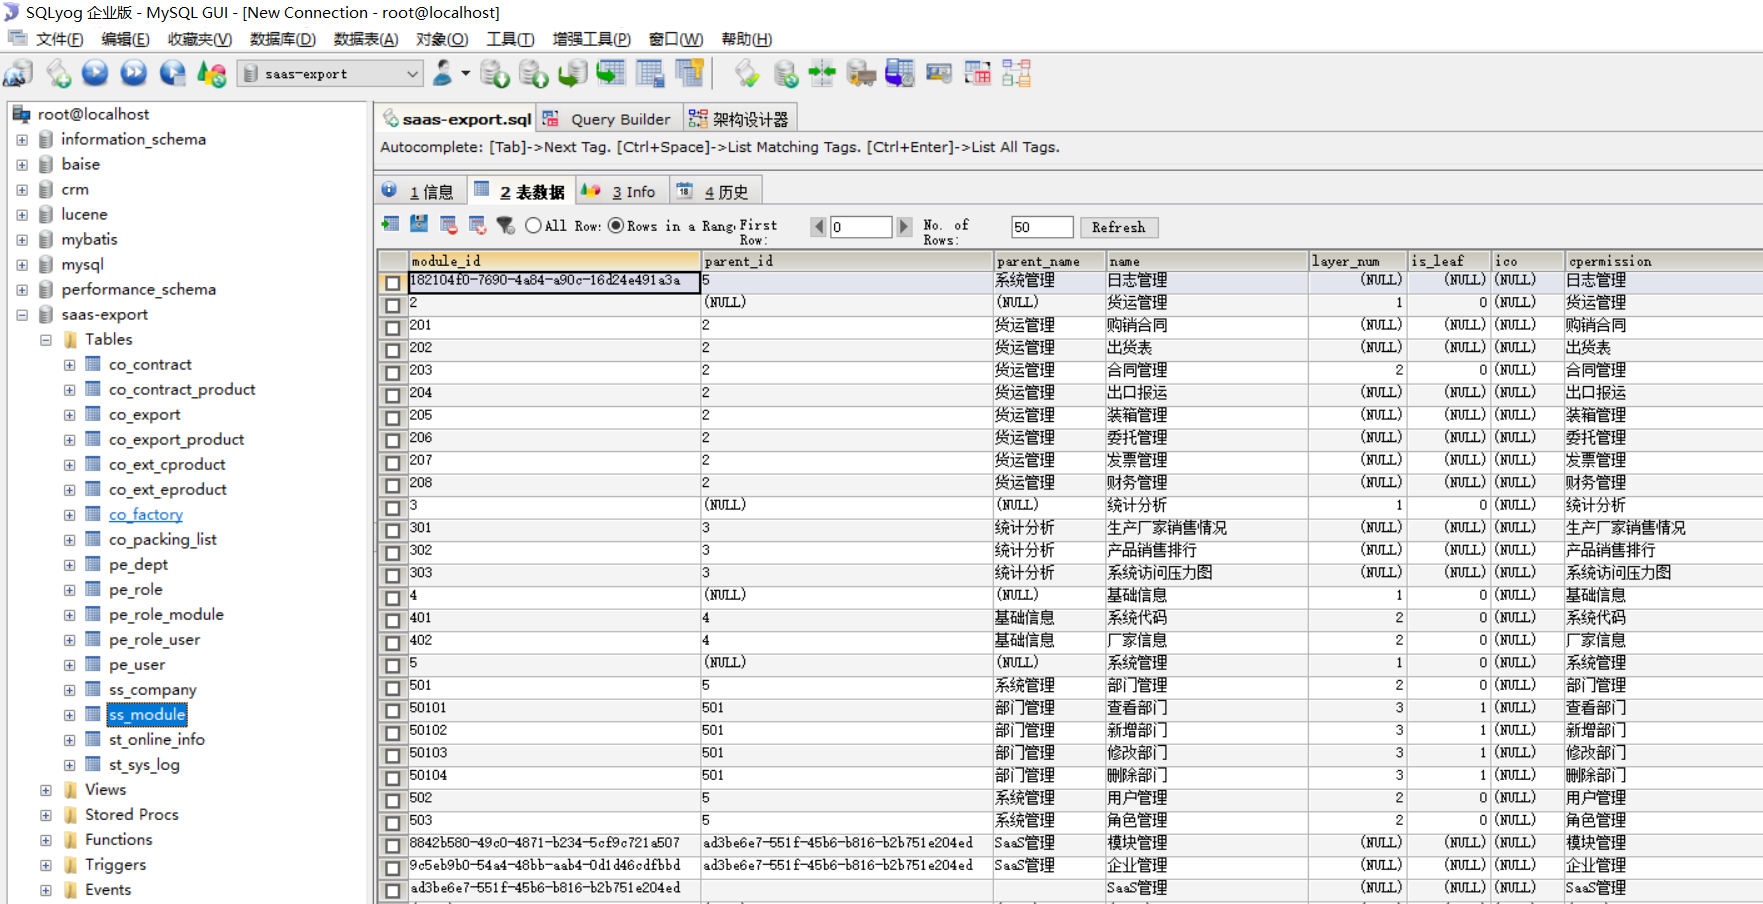 SQLyog 企业版 - MySQL GUI - [New Connection - root@localhost]
文件(F) 编辑(E) 收藏夹(V) 数据库(D) 数据表(A) 对象(O) 工具(T) 增强工具(P) 窗口(W) 帮助(H)
saas-export
root@localhost
information_schema
baise
crm
lucene
mybatis
mysql
performance_schema
saas-export
Tables
co_contract
co_contract_product
co_export
co_export_product
co_ext_cproduct
co_ext_eproduct
co_factory
co_packing_list
pe_dept
pe_role
pe_role_module
pe_role_user
pe_user
ss_company
ss_module
st_online_info
st_sys_log
Views
Stored Procs
Functions
Triggers
Events
saas-export.sql Query Builder 架构设计器
Autocomplete: [Tab]->Next Tag. [Ctrl+Space]->List Matching Tags. [Ctrl+Enter]->List All Tags.
1 信息 2 表数据 3 Info 4 历史
All Row: Rows in a Rang. First Row: 0 No. of Rows: 50 Refresh
module_id parent_id parent_name name layer_num is_leaf ico cpermission
182104f0-7690-4a84-a90c-16d24e491a3a 5 系统管理 日志管理 (NULL) (NULL) (NULL) 日志管理
2 (NULL) (NULL) 货运管理 1 0 (NULL) 货运管理
201 2 货运管理 购销合同 (NULL) (NULL) (NULL) 购销合同
202 2 货运管理 出货表 (NULL) (NULL) (NULL) 出货表
203 2 货运管理 合同管理 2 0 (NULL) 合同管理
204 2 货运管理 出口报运 (NULL) (NULL) (NULL) 出口报运
205 2 货运管理 装箱管理 (NULL) (NULL) (NULL) 装箱管理
206 2 货运管理 委托管理 (NULL) (NULL) (NULL) 委托管理
207 2 货运管理 发票管理 (NULL) (NULL) (NULL) 发票管理
208 2 货运管理 财务管理 (NULL) (NULL) (NULL) 财务管理
3 (NULL) (NULL) 统计分析 1 0 (NULL) 统计分析
301 3 统计分析 生产厂家销售情况 (NULL) (NULL) (NULL) 生产厂家销售情况
302 3 统计分析 产品销售排行 (NULL) (NULL) (NULL) 产品销售排行
303 3 统计分析 系统访问压力图 (NULL) (NULL) (NULL) 系统访问压力图
4 (NULL) (NULL) 基础信息 1 0 (NULL) 基础信息
401 4 基础信息 系统代码 2 0 (NULL) 系统代码
402 4 基础信息 厂家信息 2 0 (NULL) 厂家信息
5 (NULL) (NULL) 系统管理 1 0 (NULL) 系统管理
501 5 系统管理 部门管理 2 0 (NULL) 部门管理
50101 501 部门管理 查看部门 3 1 (NULL) 查看部门
50102 501 部门管理 新增部门 3 1 (NULL) 新增部门
50103 501 部门管理 修改部门 3 1 (NULL) 修改部门
50104 501 部门管理 删除部门 3 1 (NULL) 删除部门
502 5 系统管理 用户管理 2 0 (NULL) 用户管理
503 5 系统管理 角色管理 2 0 (NULL) 角色管理
8842b580-49c0-4871-b234-5cf9c721a507 ad3be6e7-551f-45b6-b816-b2b751e204ed SaaS管理 模块管理 (NULL) (NULL) (NULL) 模块管理
9c5eb9b0-54a4-48bb-aab4-0d1d46cdfbbd ad3be6e7-551f-45b6-b816-b2b751e204ed SaaS管理 企业管理 (NULL) (NULL) (NULL) 企业管理
ad3be6e7-551f-45b6-b816-b2b751e204ed SaaS管理 (NULL) (NULL) (NULL) SaaS管理